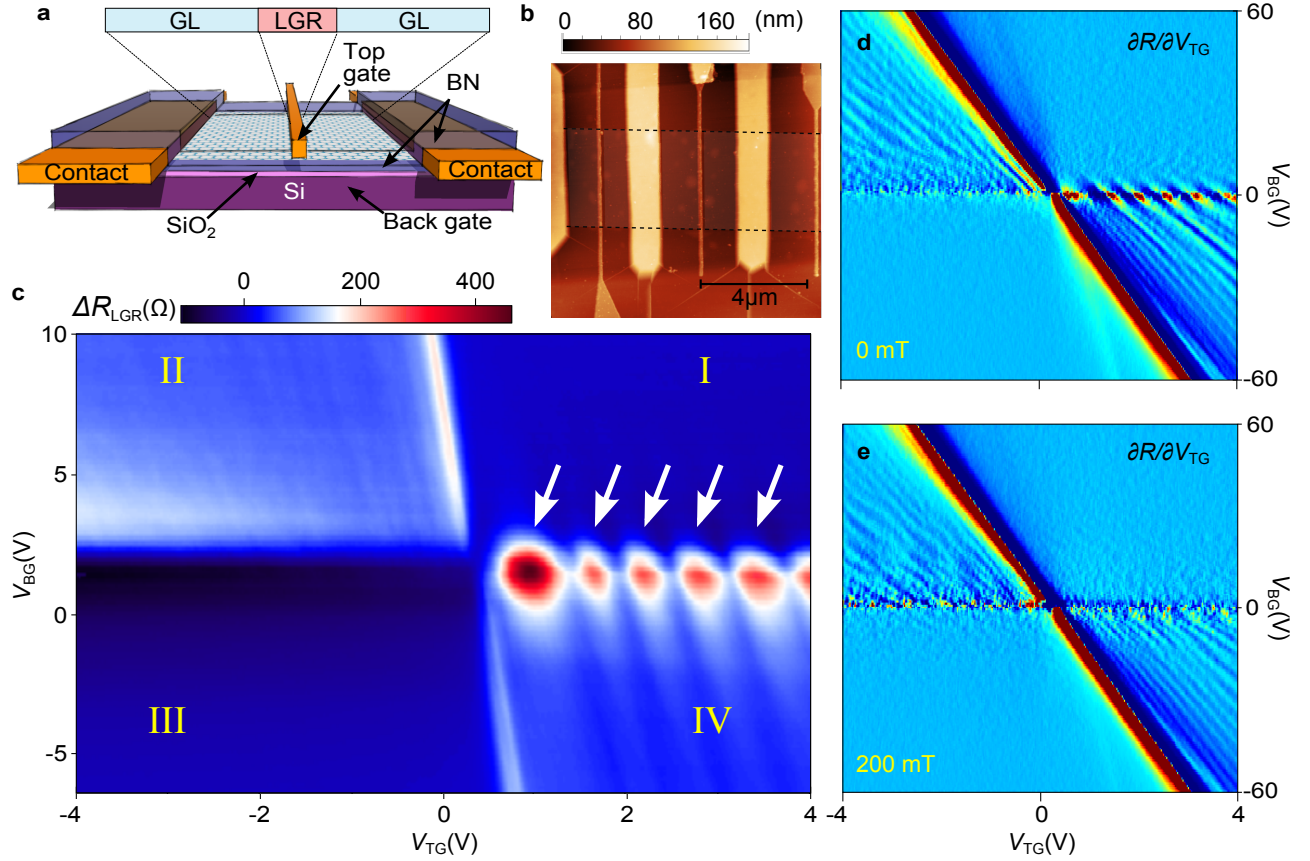 a
GL
LGR
GL
Top
gate
BN
Contact
Contact
Si
SiO2
Back gate
b
0
80
160
(nm)
4μm
c
ΔRLGR(Ω)
0
200
400
II
I
III
IV
10
5
0
-5
VBG(V)
-4
-2
0
2
4
VTG(V)
d
∂R/∂VTG
0 mT
60
0
-60
VBG(V)
e
∂R/∂VTG
200 mT
60
0
-60
VBG(V)
-4
0
4
VTG(V)